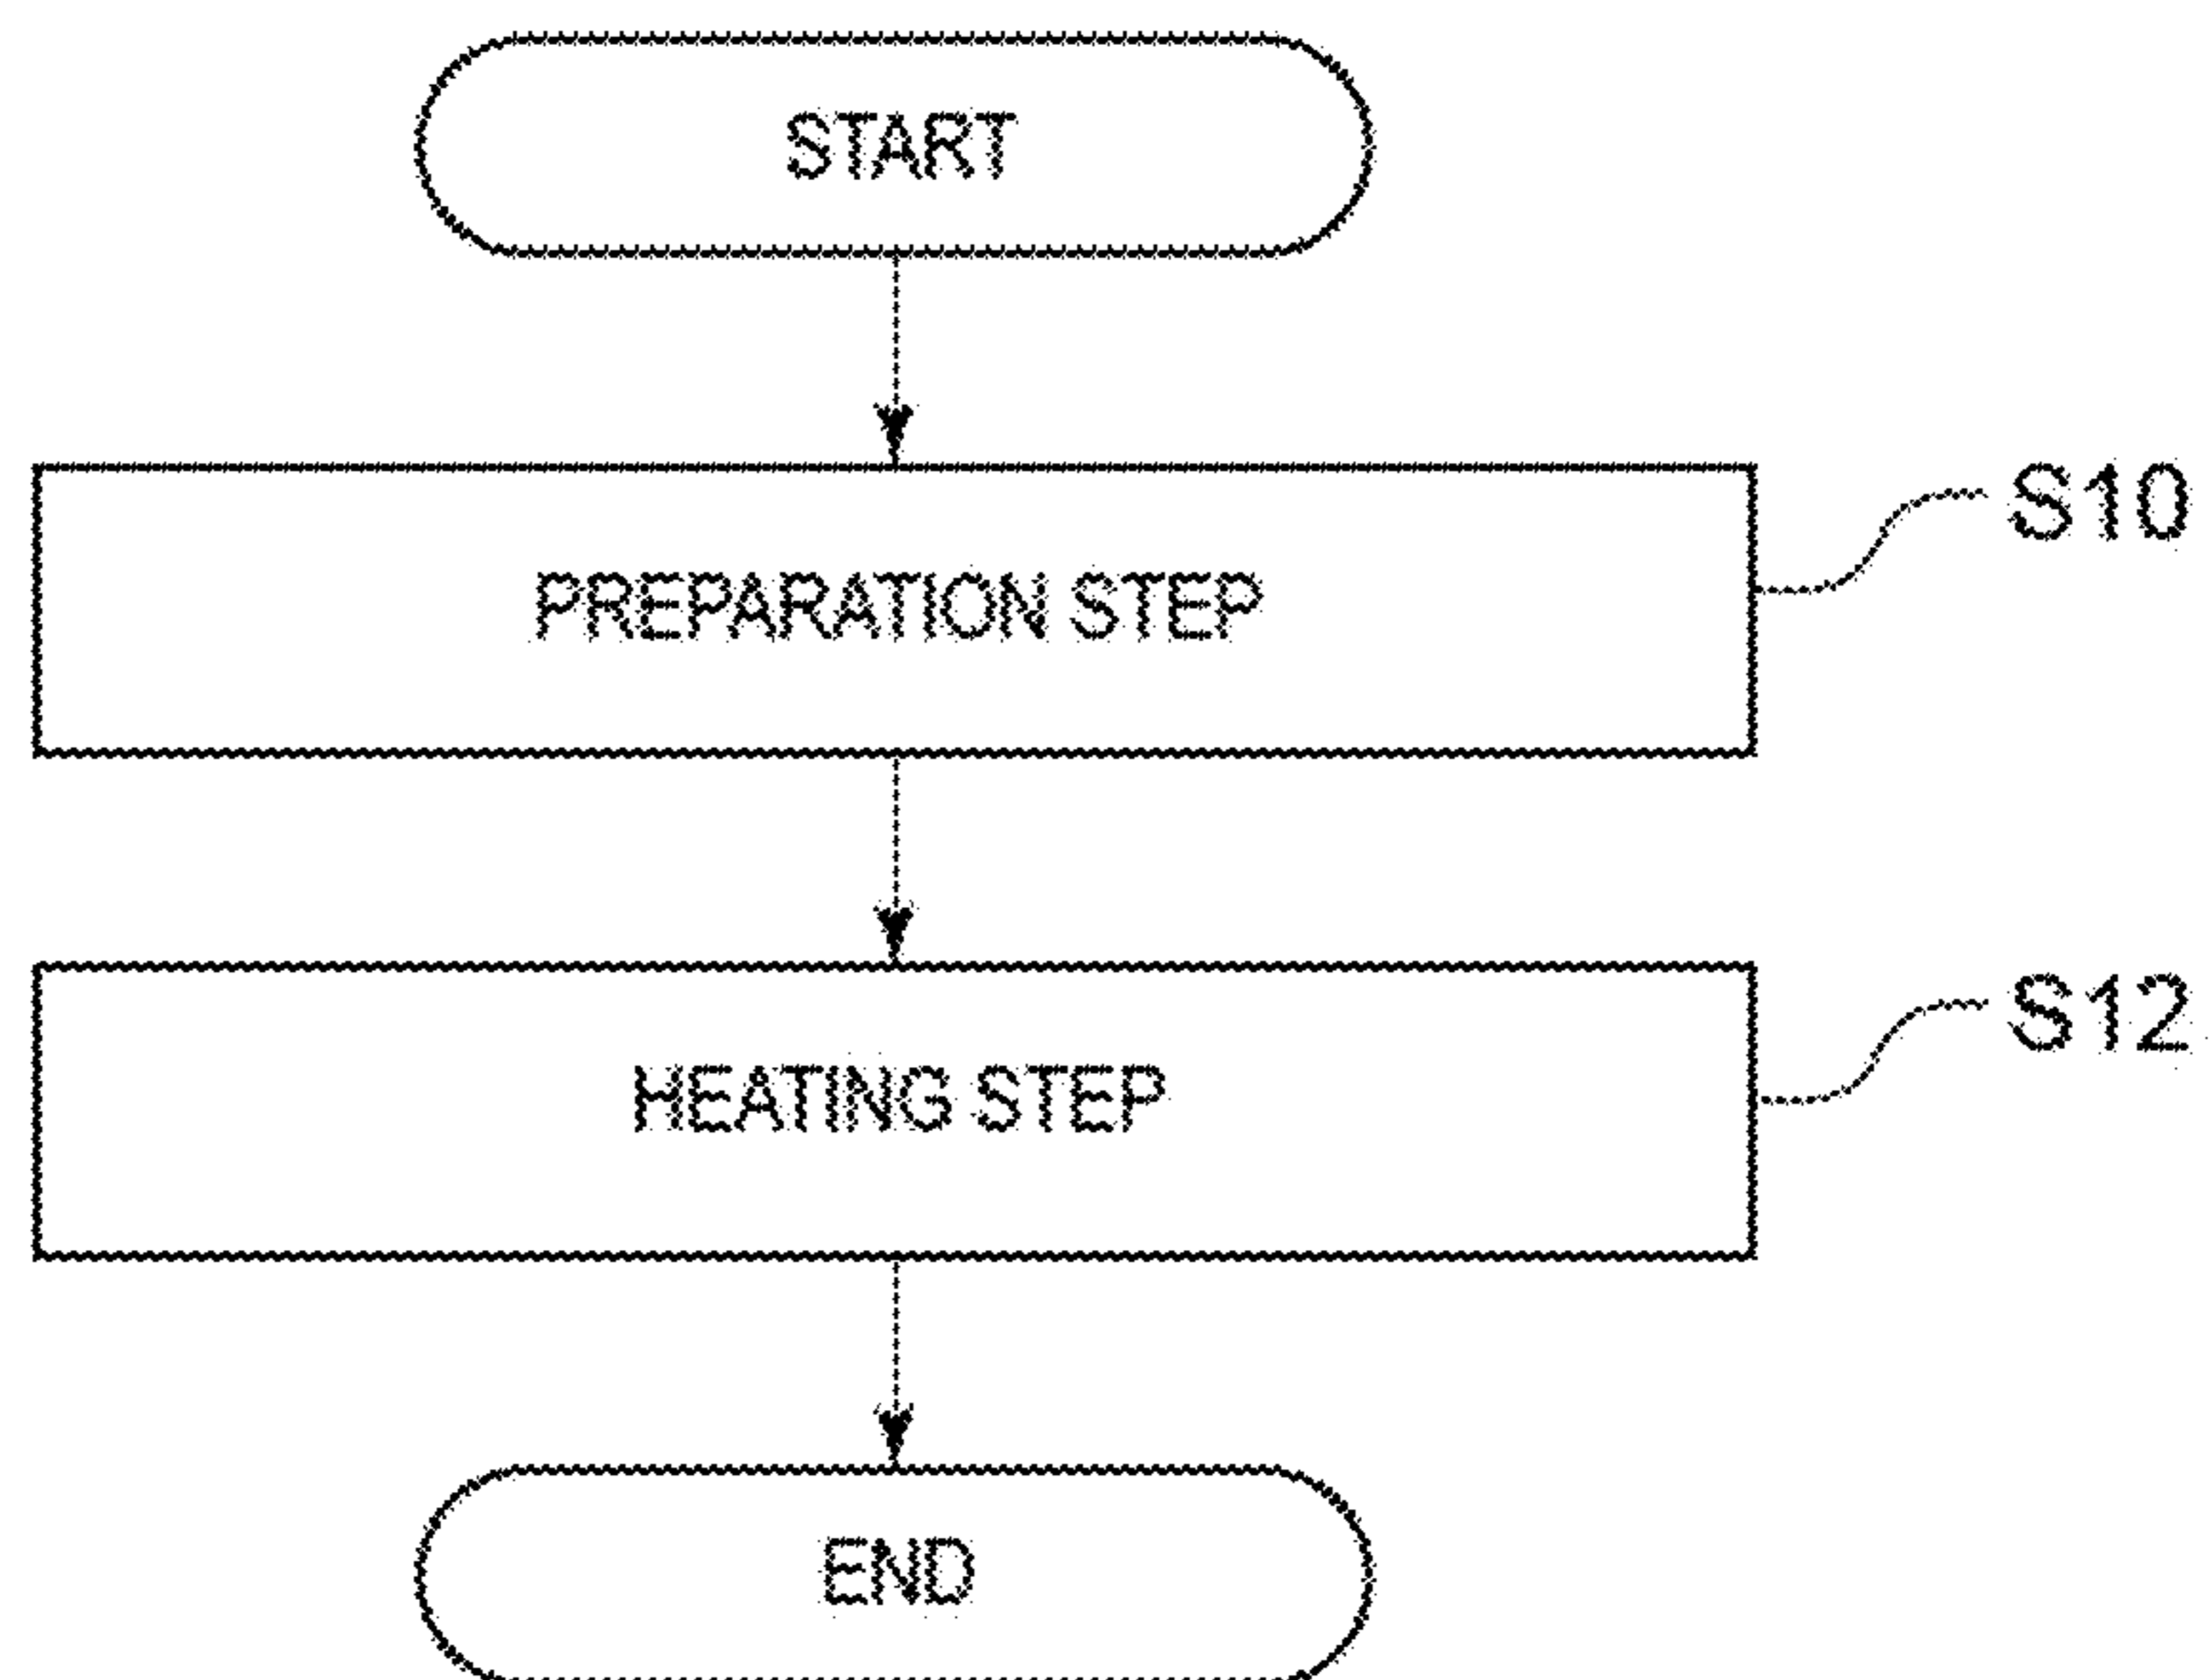 START
S10
PREPARATION STEP
S12
HEATING STEP
END